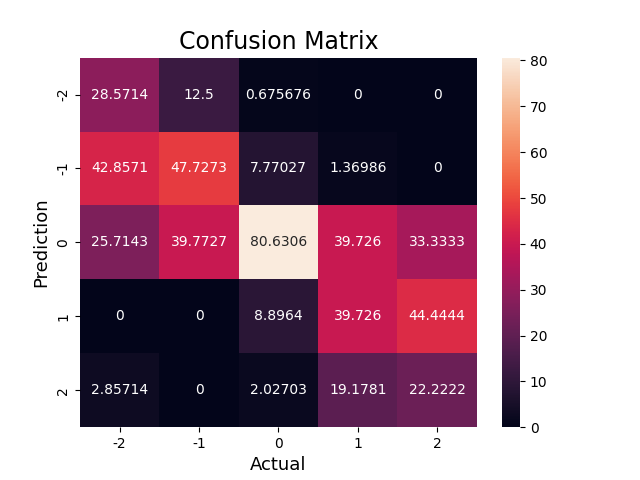 Confusion Matrix
Prediction
-2 28.5714 12.5 0.675676 0 0
-1 42.8571 47.7273 7.77027 1.36986 0
0 25.7143 39.7727 80.6306 39.726 33.3333
1 0 0 8.8964 39.726 44.4444
2 2.85714 0 2.02703 19.1781 22.2222
-2 -1 0 1 2
Actual
80
70
60
50
40
30
20
10
0